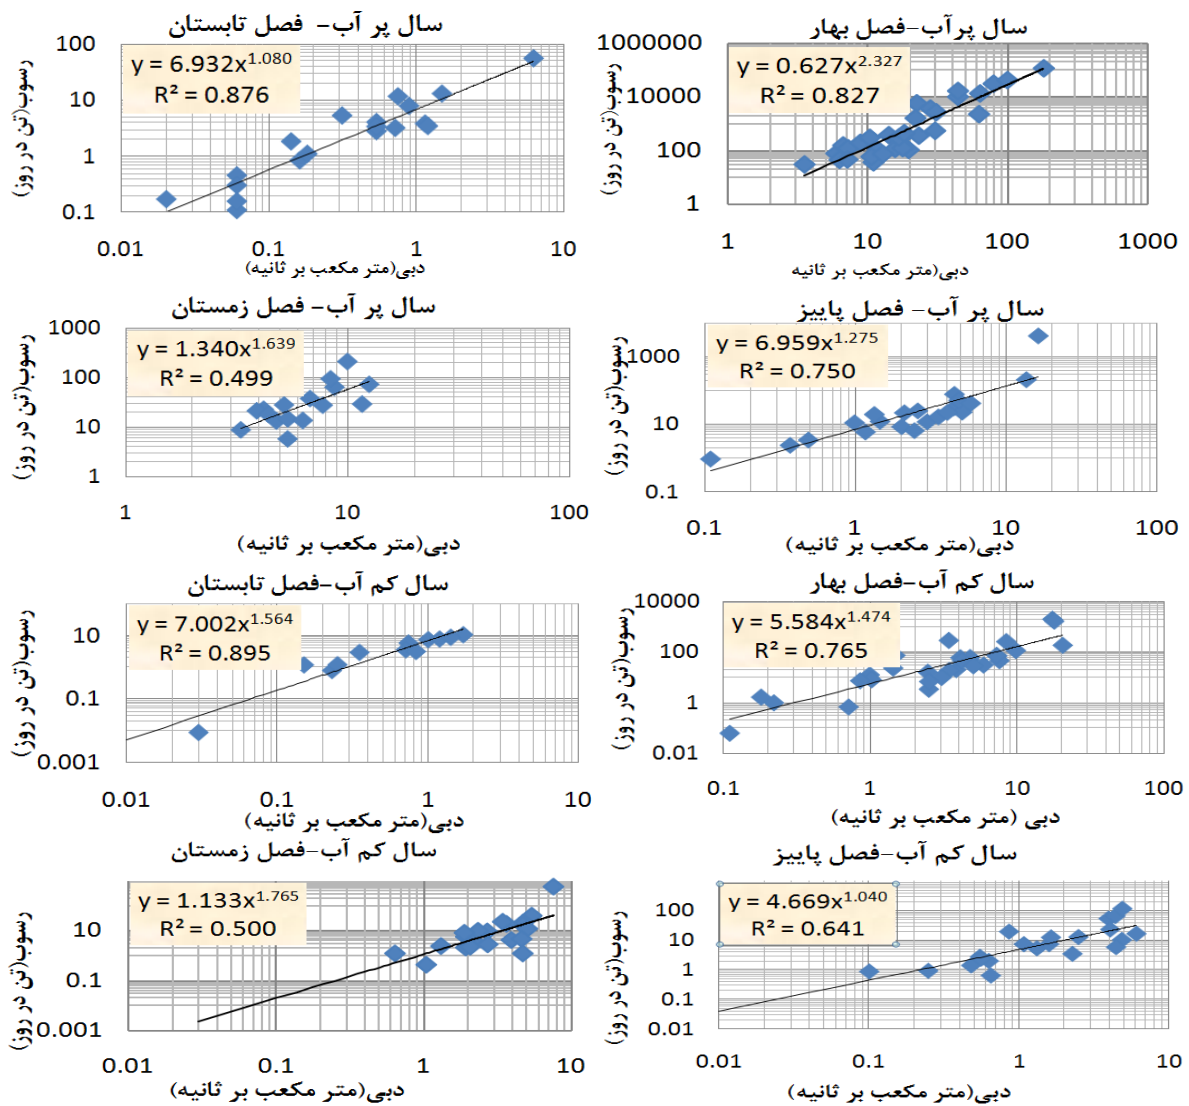 سال پر آب- فصل تابستان
رسوب(تن در روز)
100
10
1
0.1
y = 6.932x^1.080
R² = 0.876
0.01 0.1 1 10
دبی(متر مکعب بر ثانیه)
سال پرآب-فصل بهار
رسوب(تن در روز)
1000000
10000
100
1
y = 0.627x^2.327
R² = 0.827
1 10 100 1000
دبی(متر مکعب بر ثانیه
سال پر آب- فصل زمستان
رسوب(تن در روز)
1000
100
10
1
y = 1.340x^1.639
R² = 0.499
1 10 100
دبی(متر مکعب بر ثانیه)
سال پر آب- فصل پاییز
رسوب(تن در روز)
1000
10
0.1
y = 6.959x^1.275
R² = 0.750
0.1 1 10 100
دبی(متر مکعب بر ثانیه)
سال کم آب-فصل تابستان
رسوب(تن در روز)
10
0.1
0.001
y = 7.002x^1.564
R² = 0.895
0.01 0.1 1 10
دبی(متر مکعب بر ثانیه)
سال کم آب-فصل بهار
رسوب(تن در روز)
10000
100
1
0.01
y = 5.584x^1.474
R² = 0.765
0.1 1 10 100
دبی (متر مکعب بر ثانیه)
سال کم آب-فصل زمستان
رسوب(تن در روز)
10
0.1
0.001
y = 1.133x^1.765
R² = 0.500
0.01 0.1 1 10
دبی(متر مکعب بر ثانیه)
سال کم آب-فصل پاییز
رسوب(تن در روز)
100
10
1
0.1
0.01
y = 4.669x^1.040
R² = 0.641
0.01 0.1 1 10
دبی(متر مکعب بر ثانیه)